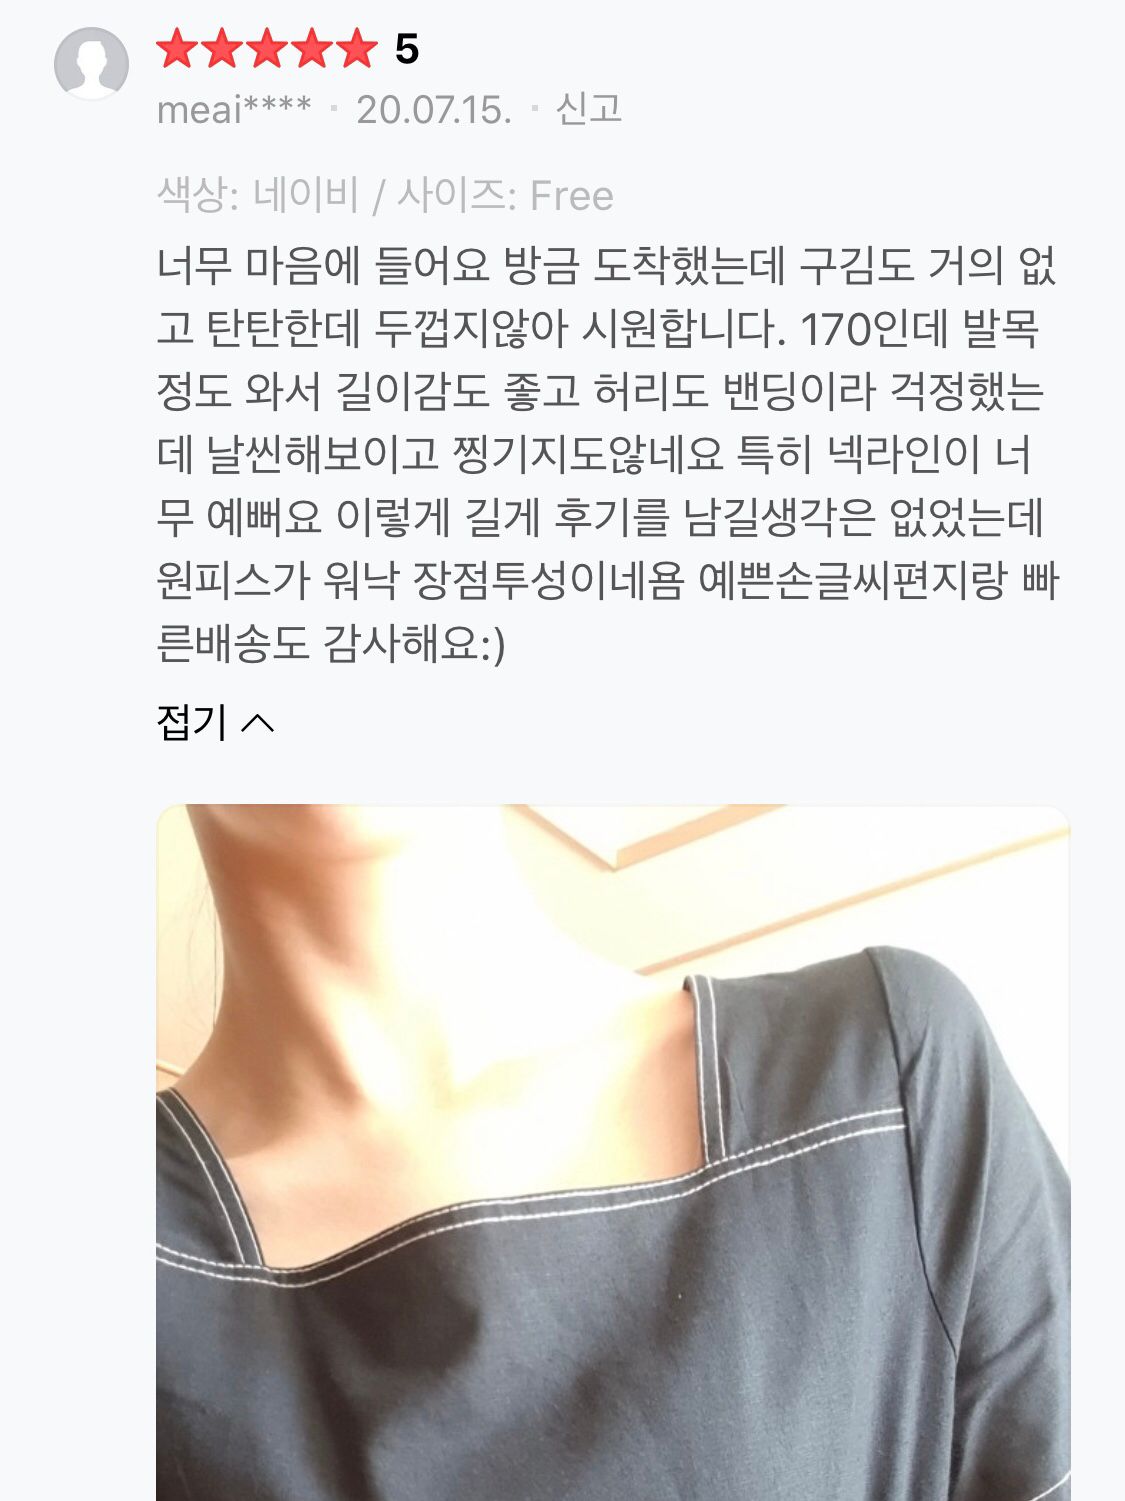 5
meai**** · 20.07.15. · 신고
색상: 네이비 / 사이즈: Free
너무 마음에 들어요 방금 도착했는데 구김도 거의 없
고 탄탄한데 두껍지않아 시원합니다. 170인데 발목
정도 와서 길이감도 좋고 허리도 밴딩이라 걱정했는
데 날씬해보이고 찡기지도않네요 특히 넥라인이 너
무 예뻐요 이렇게 길게 후기를 남길생각은 없었는데
원피스가 워낙 장점투성이네욤 예쁜손글씨편지랑 빠
른배송도 감사해요:)
접기